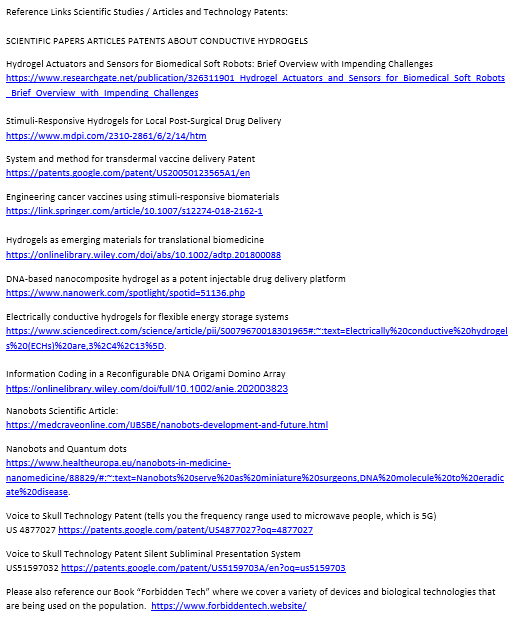 Reference Links Scientific Studies / Articles and Technology Patents:
SCIENTIFIC PAPERS ARTICLES PATENTS ABOUT CONDUCTIVE HYDROGELS
Hydrogel Actuators and Sensors for Biomedical Soft Robots: Brief Overview with Impending Challenges
https://www.researchgate.net/publication/326311901_Hydrogel_Actuators_and_Sensors_for_Biomedical_Soft_Robots
_Brief_Overview_with_Impending_Challenges
Stimuli-Responsive Hydrogels for Local Post-Surgical Drug Delivery
https://www.mdpi.com/2310-2861/6/2/14/htm
System and method for transdermal vaccine delivery Patent
https://patents.google.com/patent/US20050123565A1/en
Engineering cancer vaccines using stimuli-responsive biomaterials
https://link.springer.com/article/10.1007/s12274-018-2162-1
Hydrogels as emerging materials for translational biomedicine
https://onlinelibrary.wiley.com/doi/abs/10.1002/adtp.201800088
DNA-based nanocomposite hydrogel as a potent injectable drug delivery platform
https://www.nanowerk.com/spotlight/spotid=51136.php
Electrically conductive hydrogels for flexible energy storage systems
https://www.sciencedirect.com/science/article/pii/S0079670018301965#:~:text=Electrically%20conductive%20hydrogel
s%20(ECHs)%20are,3%2C4%2C13%5D.
Information Coding in a Reconfigurable DNA Origami Domino Array
https://onlinelibrary.wiley.com/doi/full/10.1002/anie.202003823
Nanobots Scientific Article:
https://medcraveonline.com/IJBSBE/nanobots-development-and-future.html
Nanobots and Quantum dots
https://www.healtheuropa.eu/nanobots-in-medicine-
nanomedicine/88829/#:~:text=Nanobots%20serve%20as%20miniature%20surgeons,DNA%20molecule%20to%20eradic
ate%20disease.
Voice to Skull Technology Patent (tells you the frequency range used to microwave people, which is 5G)
US 4877027 https://patents.google.com/patent/US4877027?oq=4877027
Voice to Skull Technology Patent Silent Subliminal Presentation System
US51597032 https://patents.google.com/patent/US5159703A/en?oq=us5159703
Please also reference our Book “Forbidden Tech” where we cover a variety of devices and biological technologies that
are being used on the population. https://www.forbiddentech.website/